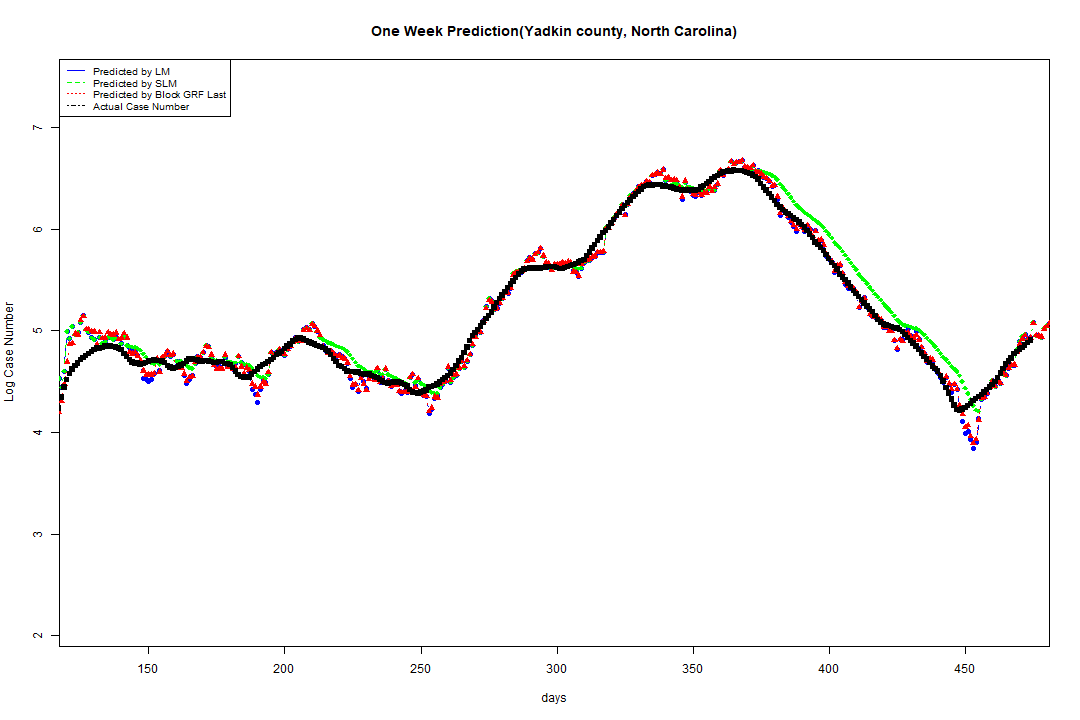 One Week Prediction(Yadkin county, North Carolina)
Predicted by LM
Predicted by SLM
Predicted by Block GRF Last
Actual Case Number
7
6
5
4
3
2
Log Case Number
150 200 250 300 350 400 450
days